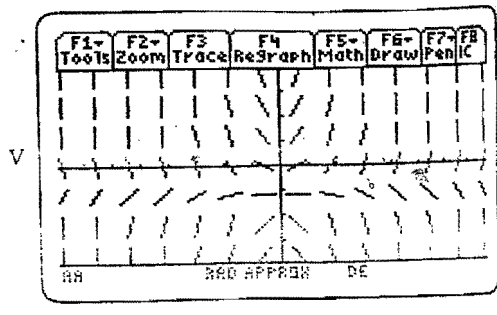 F1 F2 F3 F4 F5 F6 F7 F8
Tools Zoom Trace ReGraph Math Draw Pen IC
V
AA RAD APPROX DE